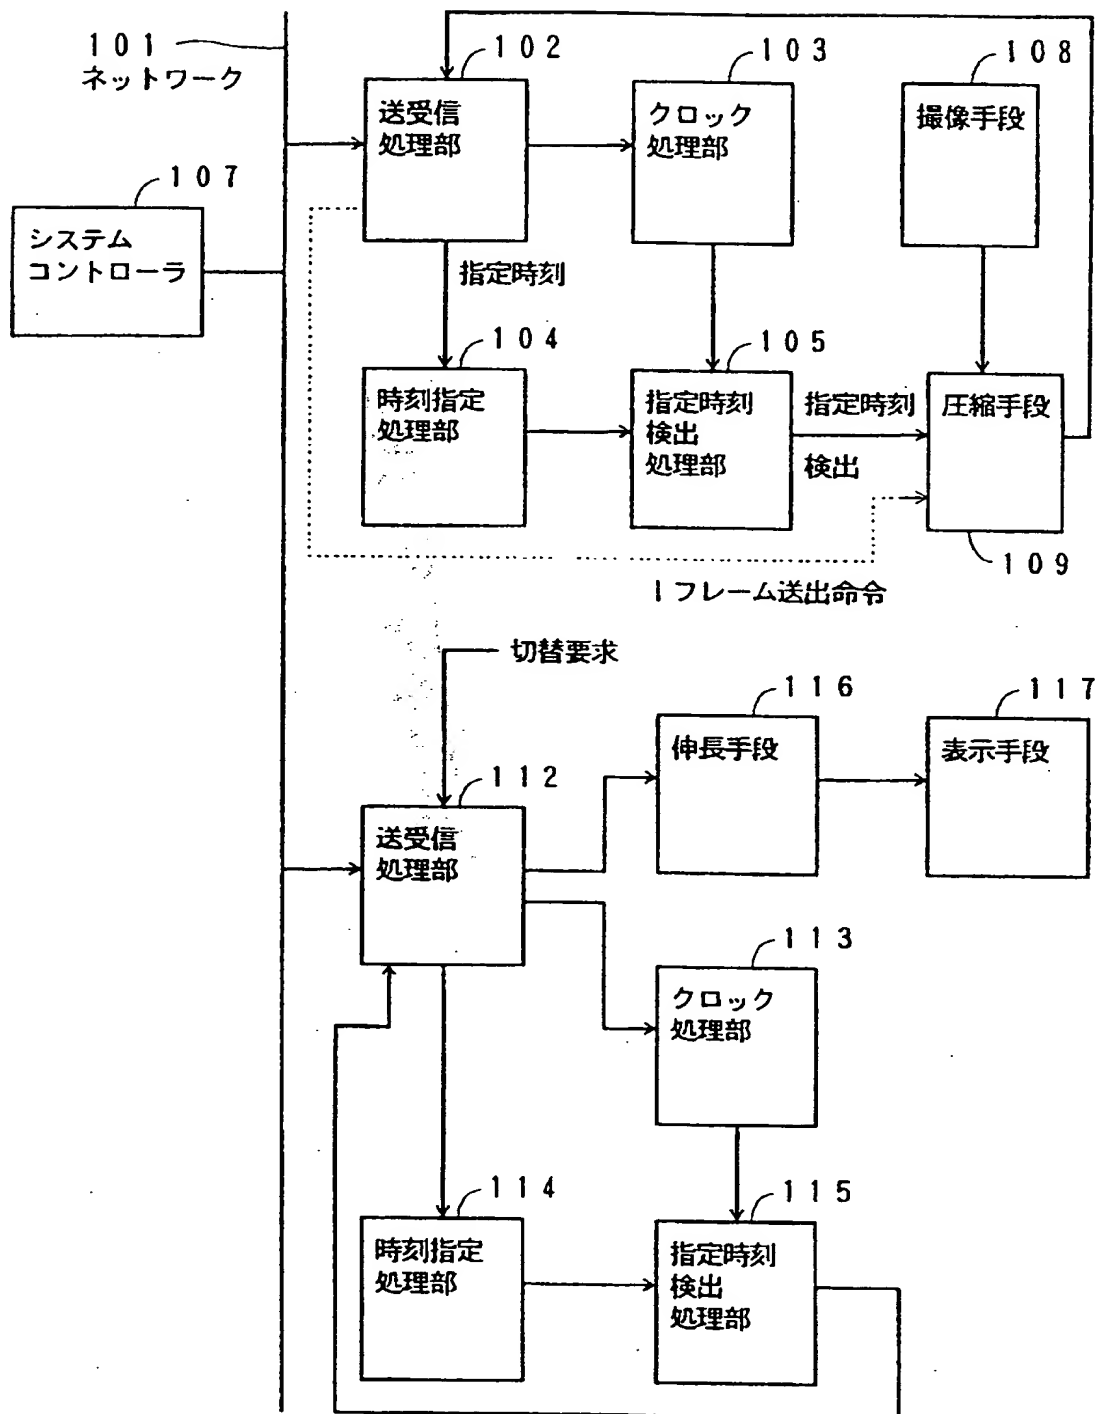 101
ネットワーク
102
送受信
処理部
103
クロック
処理部
108
撮像手段
107
システム
コントローラ
指定時刻
104
時刻指定
処理部
105
指定時刻
検出
処理部
指定時刻
検出
圧縮手段
109
Iフレーム送出命令
切替要求
112
送受信
処理部
116
伸長手段
117
表示手段
113
クロック
処理部
114
時刻指定
処理部
115
指定時刻
検出
処理部